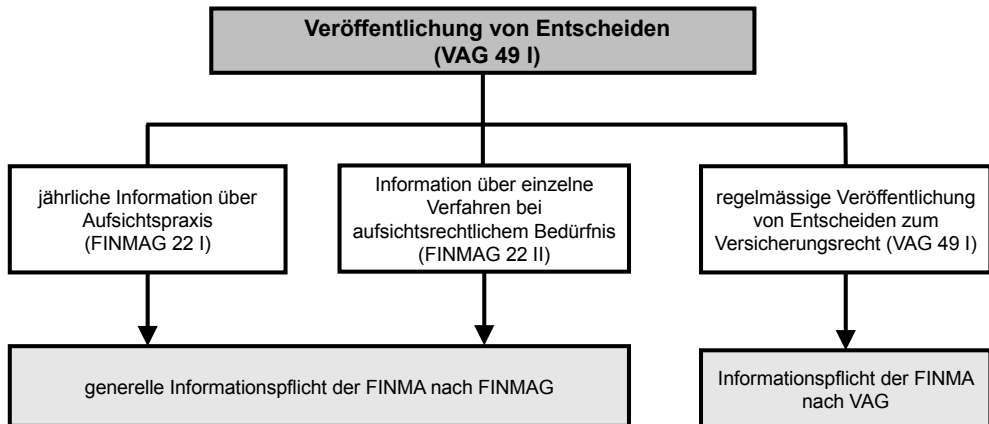 Veröffentlichung von Entscheiden
(VAG 49 I)
jährliche Information über
Aufsichtspraxis
(FINMAG 22 I)
Information über einzelne
Verfahren bei
aufsichtsrechtlichem Bedürfnis
(FINMAG 22 II)
regelmässige Veröffentlichung
von Entscheiden zum
Versicherungsrecht (VAG 49 I)
generelle Informationspflicht der FINMA nach FINMAG
Informationspflicht der FINMA
nach VAG